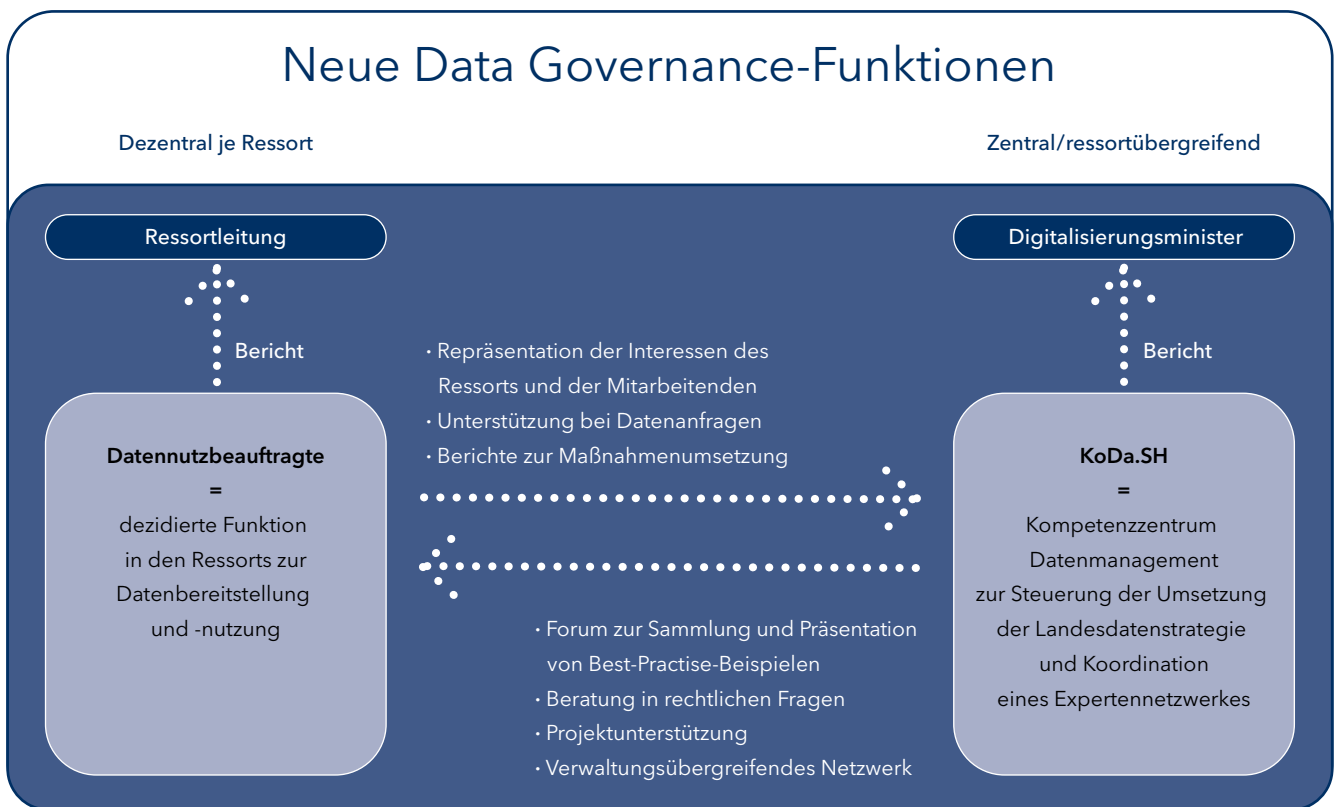 Neue Data Governance-Funktionen
Dezentral je Ressort
Zentral/ressortübergreifend
Ressortleitung
Digitalisierungsminister
Bericht
Bericht
Datennutzbeauftragte
=
dezidierte Funktion
in den Ressorts zur
Datenbereitstellung
und -nutzung
· Repräsentation der Interessen des
Ressorts und der Mitarbeitenden
· Unterstützung bei Datenanfragen
· Berichte zur Maßnahmenumsetzung
· Forum zur Sammlung und Präsentation
von Best-Practise-Beispielen
· Beratung in rechtlichen Fragen
· Projektunterstützung
· Verwaltungsübergreifendes Netzwerk
KoDa.SH
=
Kompetenzzentrum
Datenmanagement
zur Steuerung der Umsetzung
der Landesdatenstrategie
und Koordination
eines Expertennetzwerkes